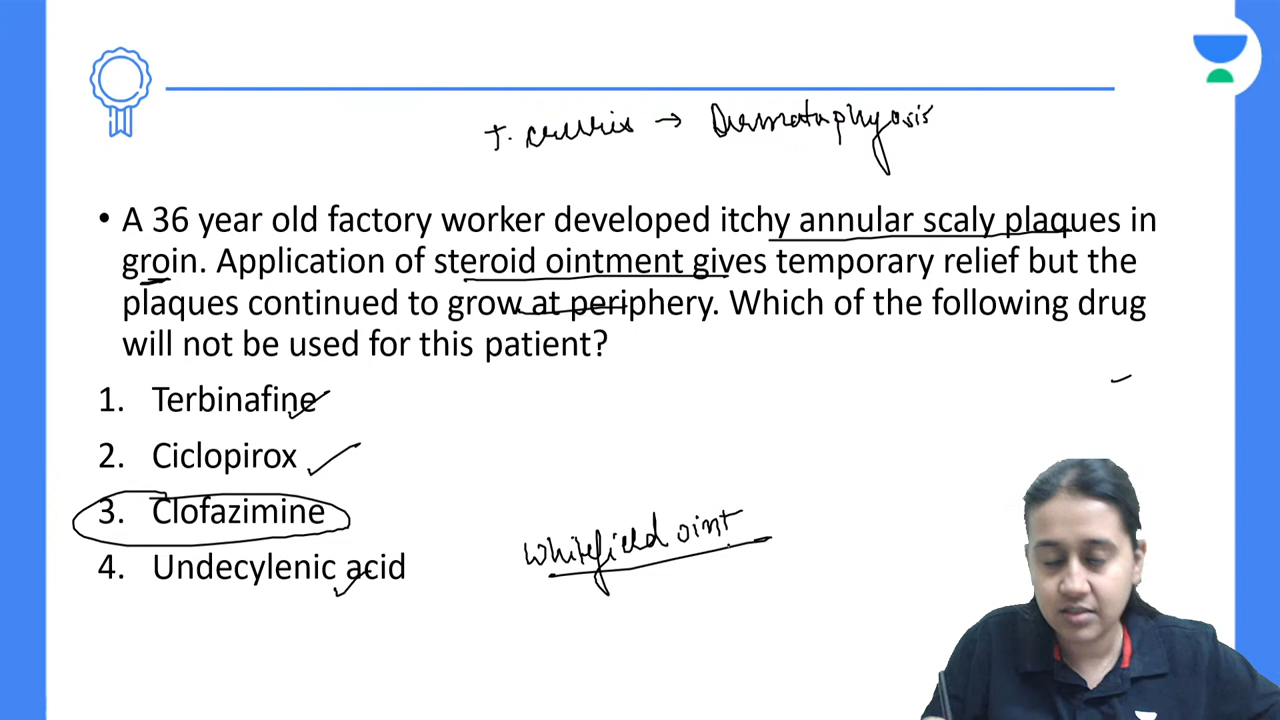 T. cruris → Dermatophyosis
• A 36 year old factory worker developed itchy annular scaly plaques in
groin. Application of steroid ointment gives temporary relief but the
plaques continued to grow at periphery. Which of the following drug
will not be used for this patient?
1. Terbinafine
2. Ciclopirox
3. Clofazimine
4. Undecylenic acid
Whitefield oint